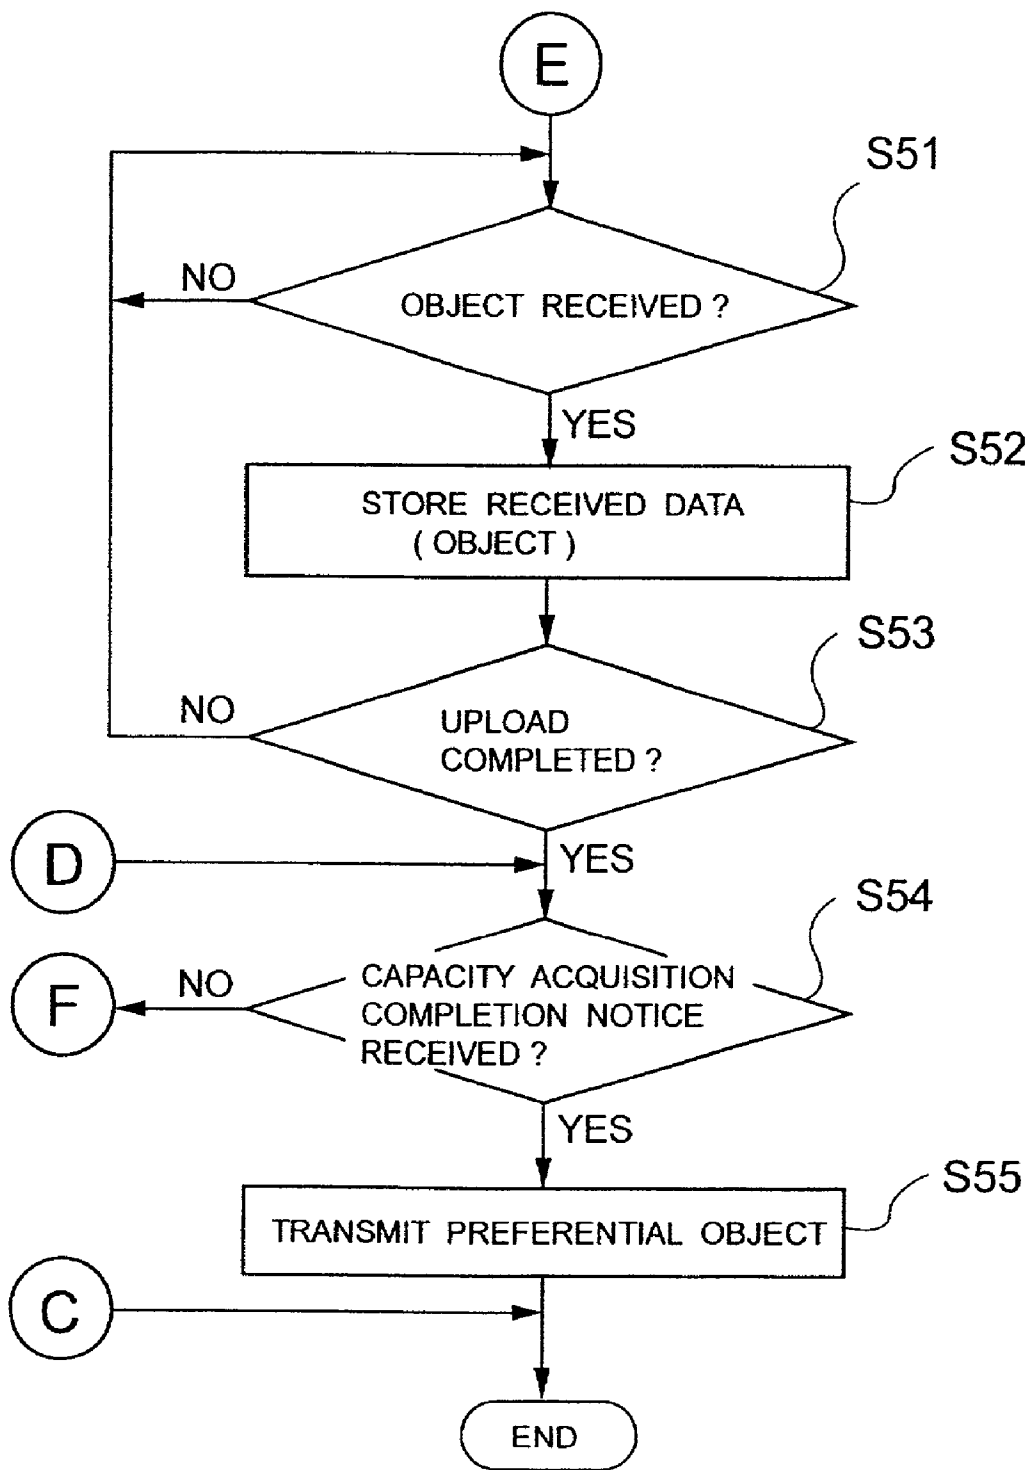 E
S51
NO
OBJECT RECEIVED ?
YES
S52
STORE RECEIVED DATA
( OBJECT )
S53
NO
UPLOAD
COMPLETED ?
D
YES
S54
F
NO
CAPACITY ACQUISITION
COMPLETION NOTICE
RECEIVED ?
YES
S55
TRANSMIT PREFERENTIAL OBJECT
C
END